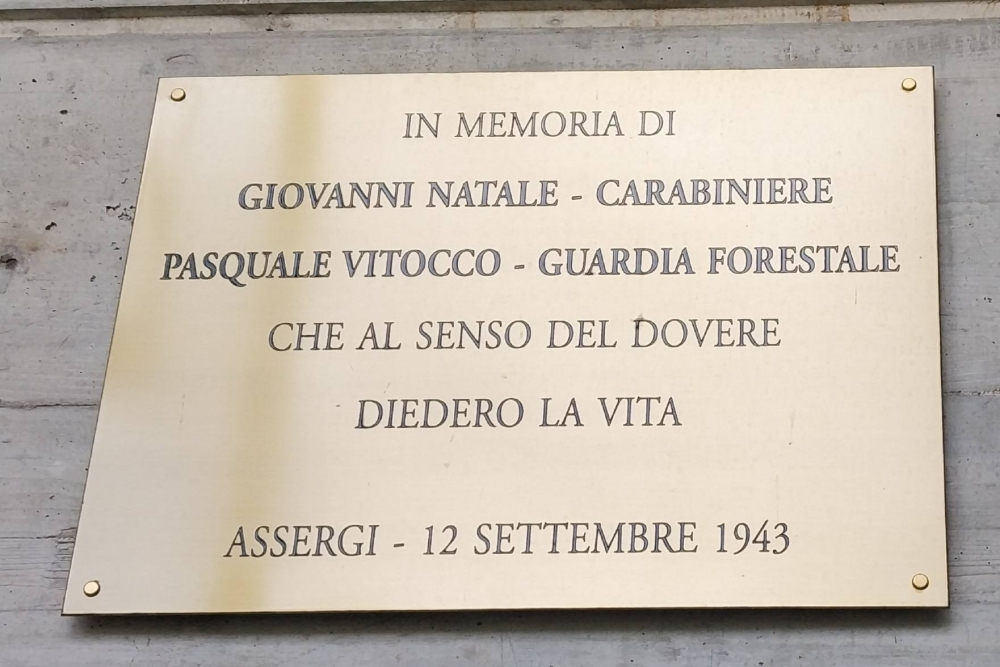 IN MEMORIA DI
GIOVANNI NATALE - CARABINIERE
PASQUALE VITOCCO - GUARDIA FORESTALE
CHE AL SENSO DEL DOVERE
DIEDERO LA VITA
ASSERGI - 12 SETTEMBRE 1943